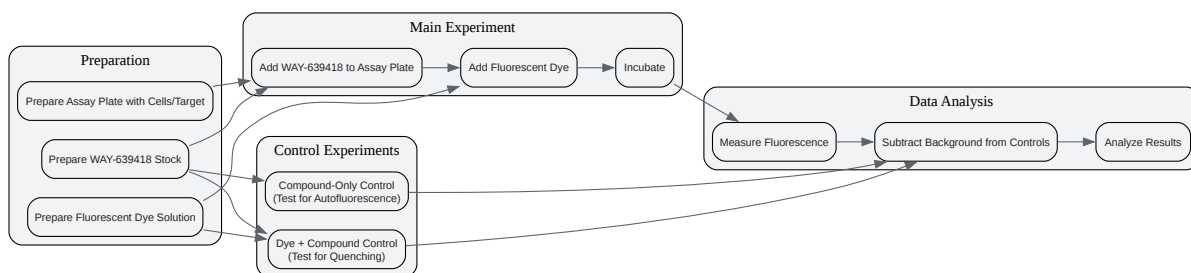 Preparation
Prepare Assay Plate with Cells/Target
Prepare WAY-639418 Stock
Prepare Fluorescent Dye Solution
Main Experiment
Add WAY-639418 to Assay Plate
Add Fluorescent Dye
Incubate
Control Experiments
Compound-Only Control
(Test for Autofluorescence)
Dye + Compound Control
(Test for Quenching)
Data Analysis
Measure Fluorescence
Subtract Background from Controls
Analyze Results